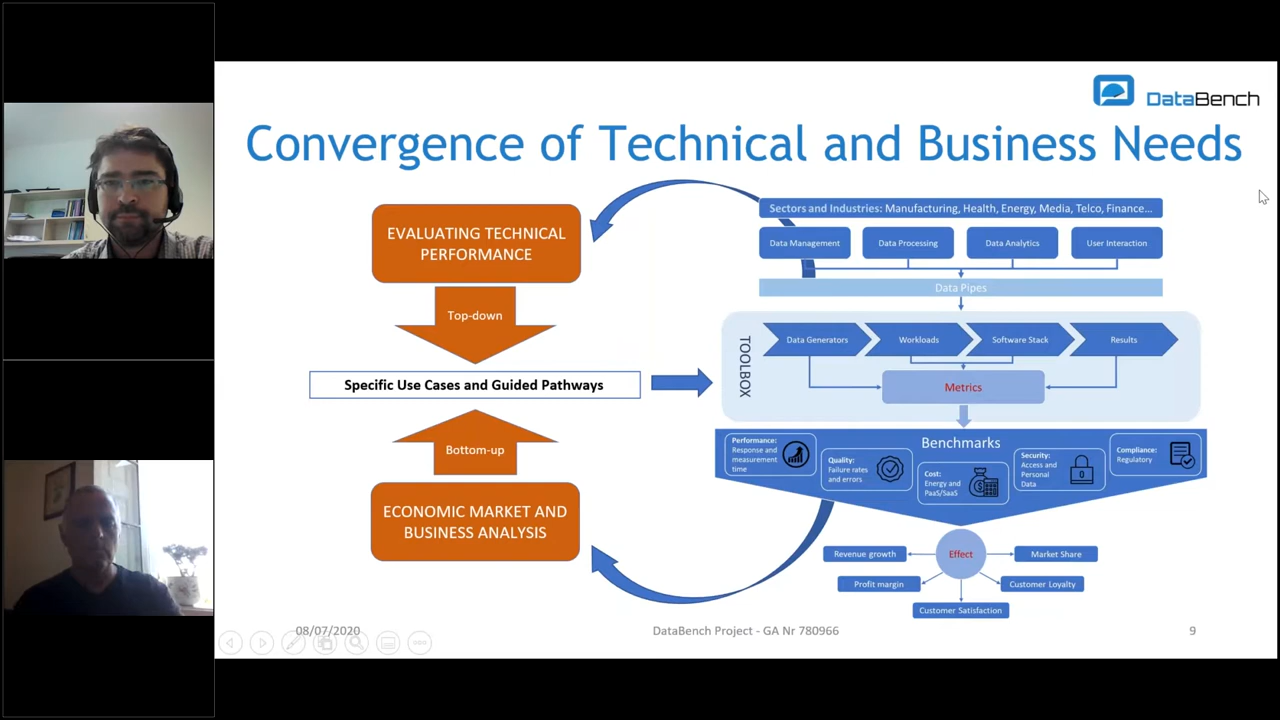 DataBench
Convergence of Technical and Business Needs
EVALUATING TECHNICAL
PERFORMANCE
Top-down
Specific Use Cases and Guided Pathways
Bottom-up
ECONOMIC MARKET AND
BUSINESS ANALYSIS
Sectors and Industries: Manufacturing, Health, Energy, Media, Telco, Finance...
Data Management
Data Processing
Data Analytics
User Interaction
Data Pipes
TOOLBOX
Data Generators
Workloads
Software Stack
Results
Metrics
Benchmarks
Performance:
Response and
measurement
time
Quality:
Failure rates
and errors
Cost:
Energy and
PaaS/SaaS
Security:
Access and
Personal
Data
Compliance:
Regulatory
Effect
Revenue growth
Market Share
Profit margin
Customer Loyalty
Customer Satisfaction
08/07/2020
DataBench Project - GA Nr 780966
9